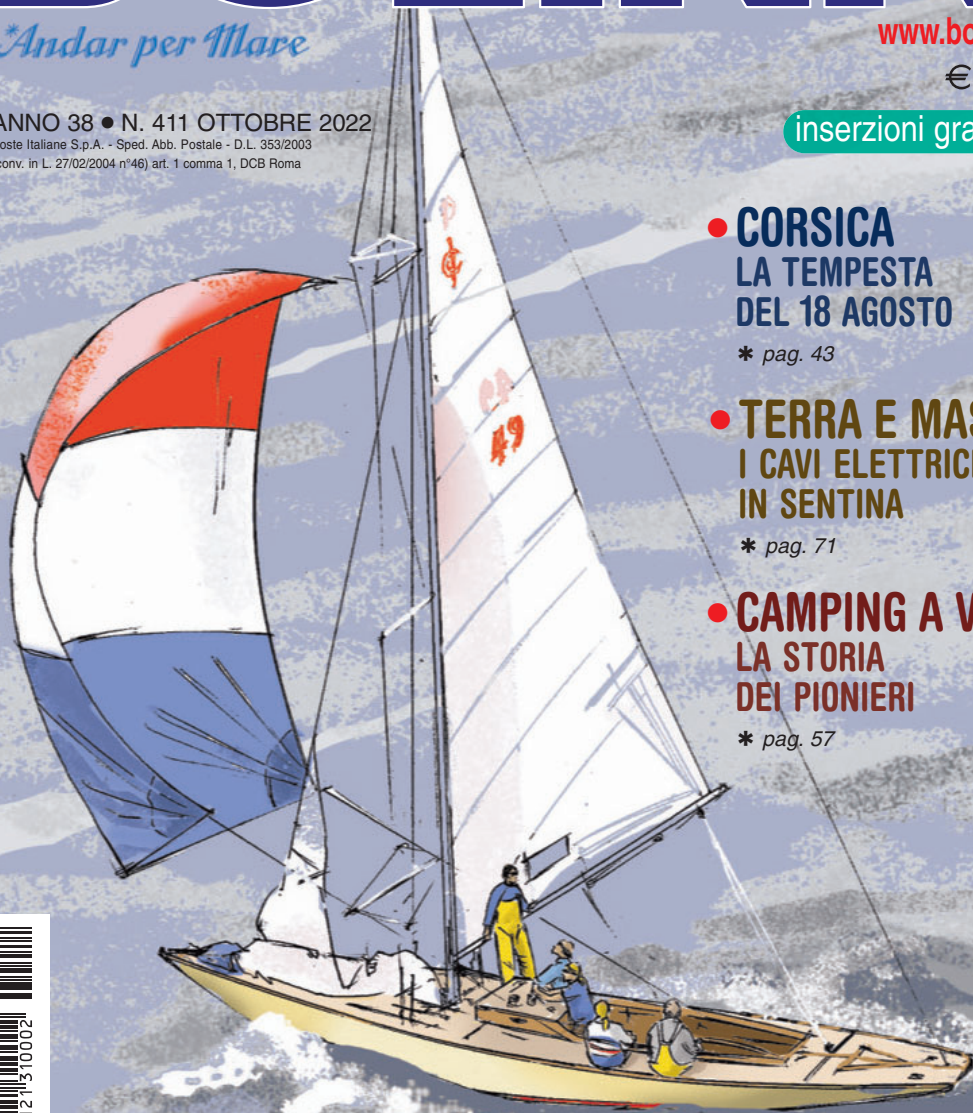 *Andar per Mare
www.bo
€
ANNO 38 ● N. 411 OTTOBRE 2022
oste Italiane S.p.A. - Sped. Abb. Postale - D.L. 353/2003
conv. in L. 27/02/2004 n°46) art. 1 comma 1, DCB Roma
inserzioni gra
• CORSICA
LA TEMPESTA
DEL 18 AGOSTO
✱ pag. 43
• TERRA E MAS
I CAVI ELETTRICI
IN SENTINA
✱ pag. 71
• CAMPING A V
LA STORIA
DEI PIONIERI
✱ pag. 57
49
121310002